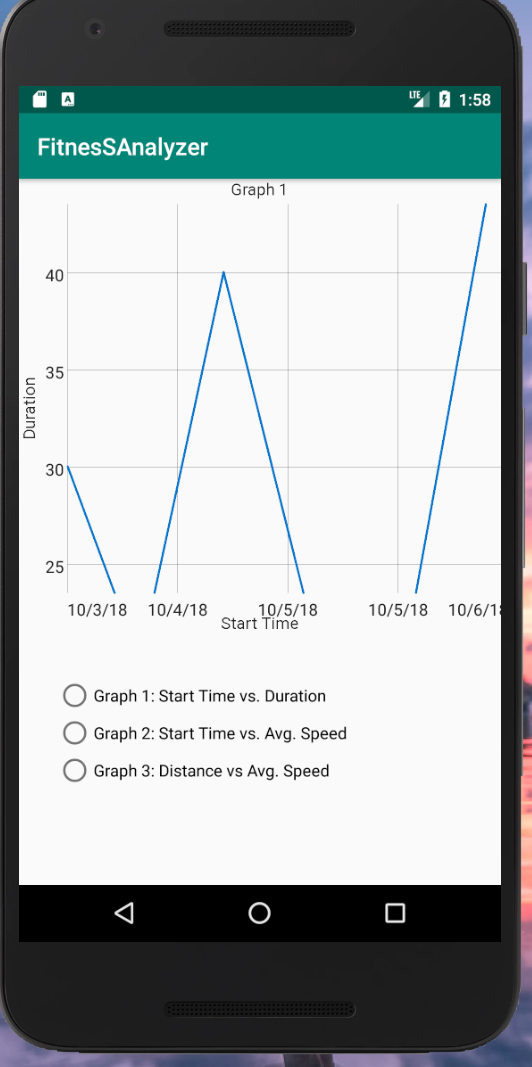 LTE 1:58
FitnesSAnalyzer
Graph 1
40
35
Duration
30
25
10/3/18 10/4/18 10/5/18 10/5/18 10/6/1
Start Time
Graph 1: Start Time vs. Duration
Graph 2: Start Time vs. Avg. Speed
Graph 3: Distance vs Avg. Speed